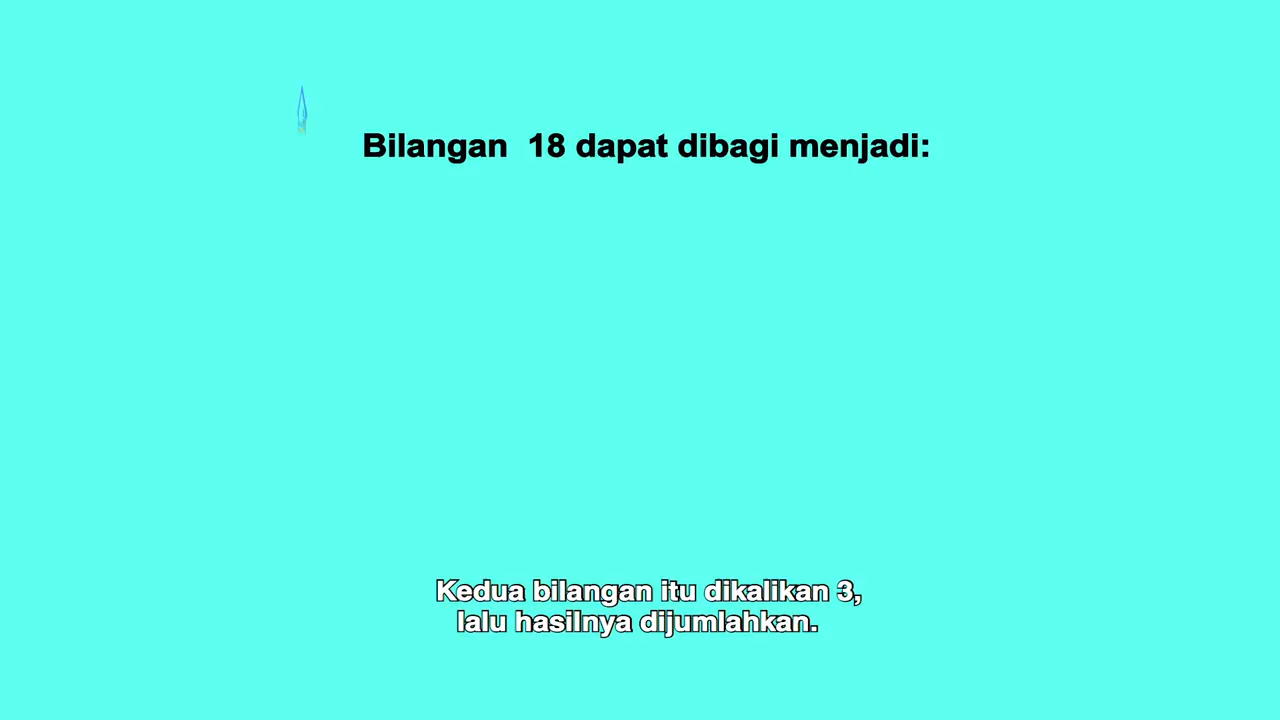 Bilangan  18 dapat dibagi menjadi:
Kedua bilangan itu dikalikan 3,
lalu hasilnya dijumlahkan.